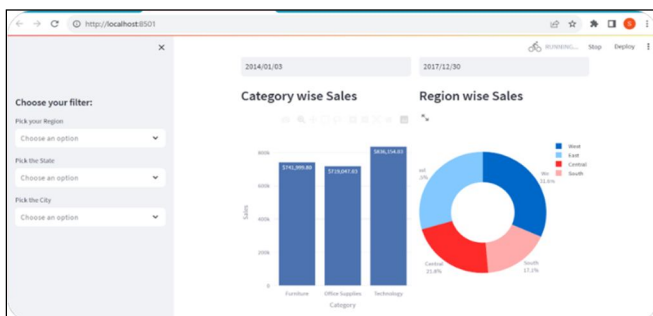 http://localhost:8501
S
RUNNING...
Stop
Deploy
2014/01/03
2017/12/30
Choose your filter:
Pick your Region
Choose an option
Pick the State
Choose an option
Pick the City
Choose an option
Category wise Sales
800k
600k
400k
200k
0
Sales
$741,999.80
$719,047.03
$836,154.03
Furniture
Office Supplies
Technology
Category
Region wise Sales
West
East
Central
South
Central
21.8%
South
17.1%